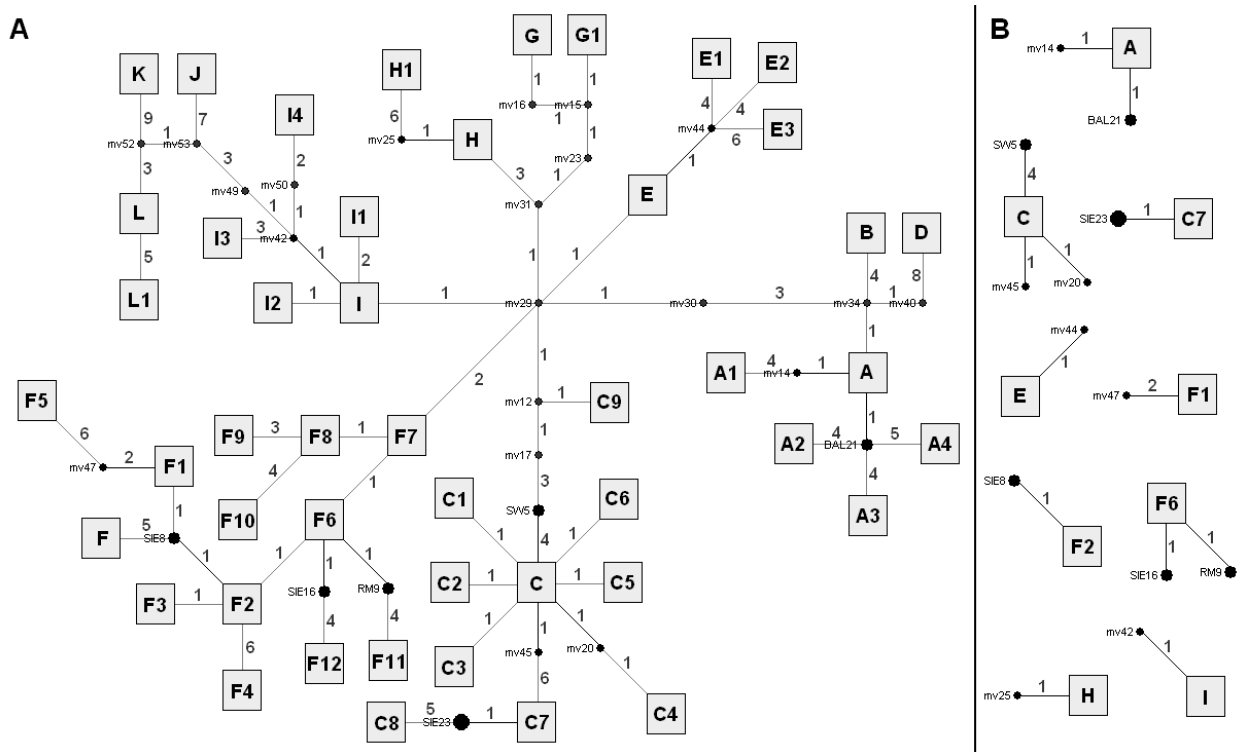 A
B
G
G1
E1
E2
A
mv14
1
K
J
H1
1
1
4
4
1
I4
mv16
mv15
E3
BAL21
9
7
6
1
mv44
6
mv52
1
mv53
mv25
1
H
1
SW5
3
3
2
mv23
1
4
mv49
mv50
3
1
E
C
SIE23
1
C7
L
1
1
I1
mv31
B
D
1
1
I3
3
mv42
mv45
mv20
5
1
2
1
1
4
8
L1
I2
1
I
1
mv29
1
mv30
3
mv34
1
mv40
mv44
1
1
1
E
mv47
2
F1
2
A1
4
mv14
1
A
F5
mv12
1
C9
1
6
F9
3
F8
1
F7
1
A2
4
BAL21
5
A4
mv47
2
F1
mv17
4
4
1
3
A3
SIE8
1
F6
1
F10
F6
C1
SW5
C6
F2
1
1
F
5
SIE8
1
4
1
SIE16
RM9
1
1
1
1
C2
1
C
1
C5
F3
1
F2
SIE16
RM9
1
1
1
mv42
1
6
4
4
C3
mv45
mv20
F4
F12
F11
6
1
mv25
1
H
I
C8
5
SIE23
1
C7
C4